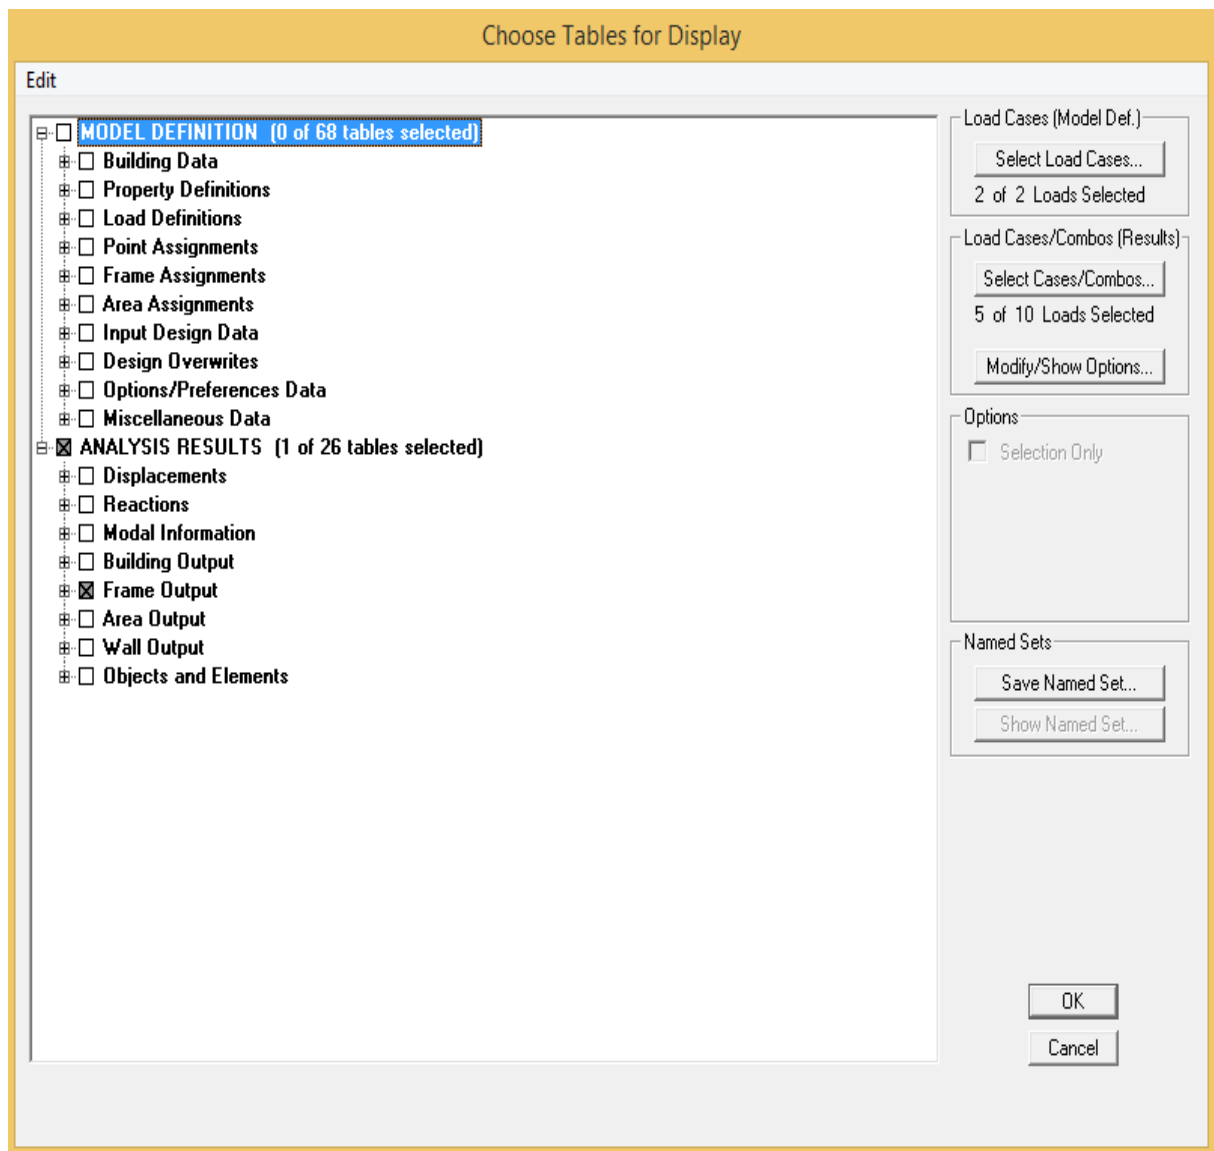 Choose Tables for Display
Edit
MODEL DEFINITION (0 of 68 tables selected)
Building Data
Property Definitions
Load Definitions
Point Assignments
Frame Assignments
Area Assignments
Input Design Data
Design Overwrites
Options/Preferences Data
Miscellaneous Data
ANALYSIS RESULTS (1 of 26 tables selected)
Displacements
Reactions
Modal Information
Building Output
Frame Output
Area Output
Wall Output
Objects and Elements
Load Cases (Model Def.)
Select Load Cases...
2 of 2 Loads Selected
Load Cases/Combos (Results)
Select Cases/Combos...
5 of 10 Loads Selected
Modify/Show Options...
Options
Selection Only
Named Sets
Save Named Set...
Show Named Set...
OK
Cancel